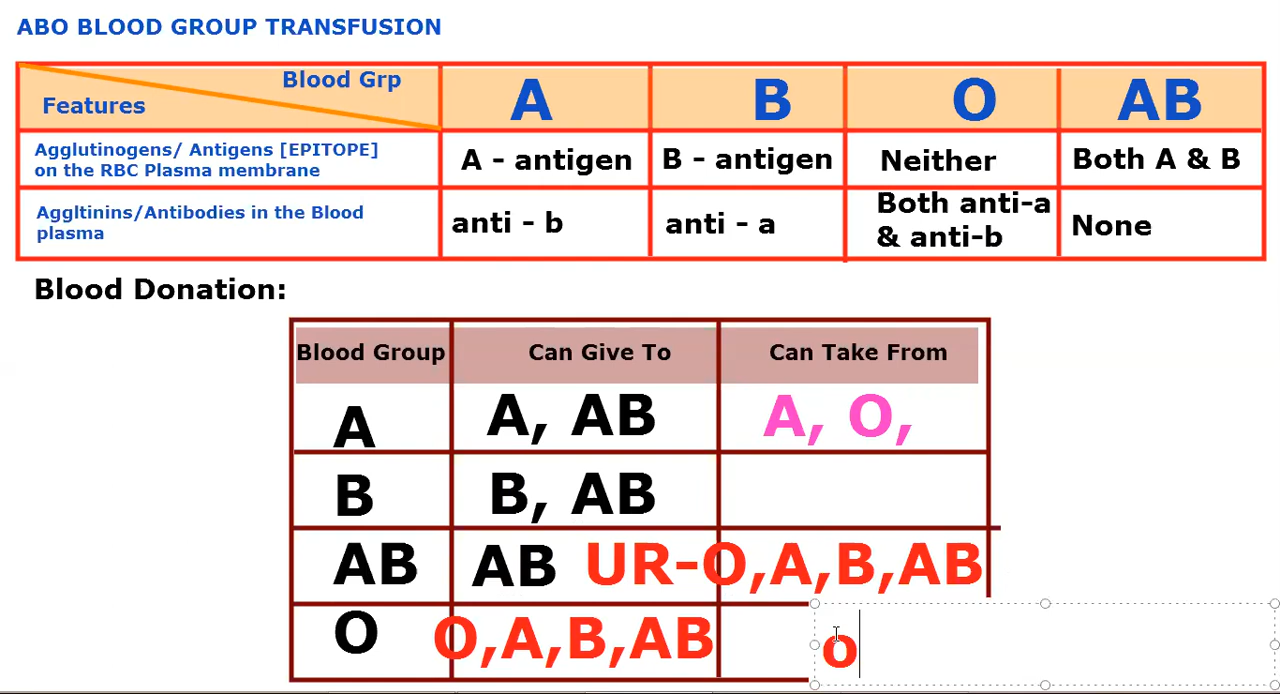 ABO BLOOD GROUP TRANSFUSION
Blood Grp
Features
A B O AB
Agglutinogens/ Antigens [EPITOPE]
on the RBC Plasma membrane
A - antigen
B - antigen
Neither
Both A & B
Aggltinins/Antibodies in the Blood
plasma
anti - b
anti - a
Both anti-a
& anti-b
None
Blood Donation:
Blood Group Can Give To Can Take From
A A, AB A, O,
B B, AB
AB AB UR-O,A,B,AB
O O,A,B,AB o